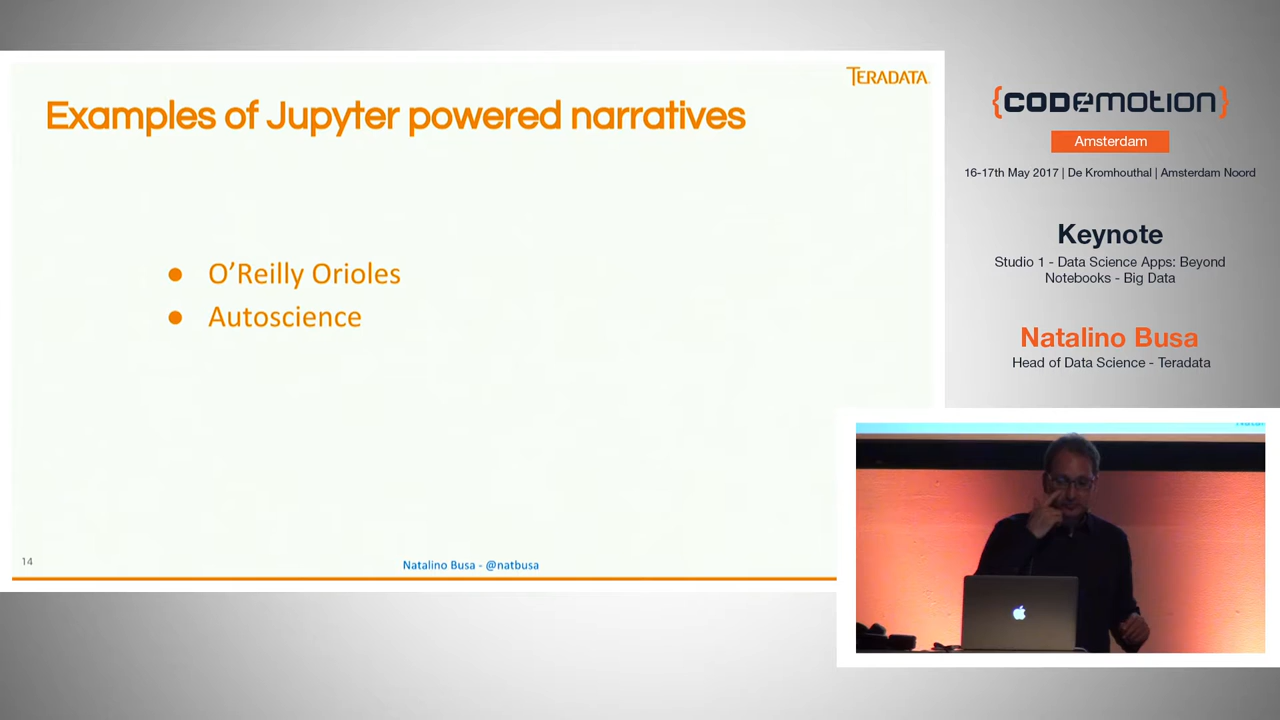 TERADATA
Examples of Jupyter powered narratives
● O’Reilly Orioles
● Autoscience
14
Natalino Busa - @natbusa
{CODEMOTION}
Amsterdam
16-17th May 2017 | De Kromhouthal | Amsterdam Noord
Keynote
Studio 1 - Data Science Apps: Beyond
Notebooks - Big Data
Natalino Busa
Head of Data Science - Teradata